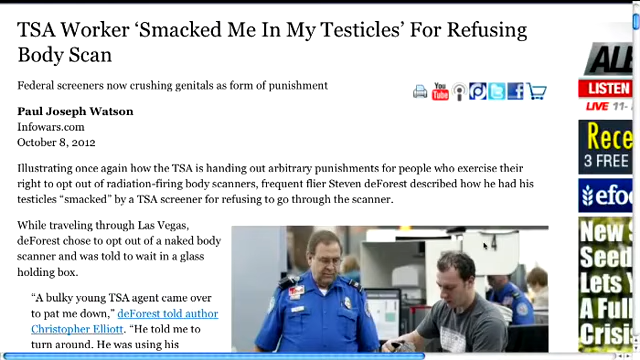 TSA Worker ‘Smacked Me In My Testicles’ For Refusing
Body Scan
Federal screeners now crushing genitals as form of punishment
You
Tube
Paul Joseph Watson
Infowars.com
October 8, 2012
Illustrating once again how the TSA is handing out arbitrary punishments for people who exercise their
right to opt out of radiation-firing body scanners, frequent flier Steven deForest described how he had his
testicles “smacked” by a TSA screener for refusing to go through the scanner.
While traveling through Las Vegas,
deForest chose to opt out of a naked body
scanner and was told to wait in a glass
holding box.
“A bulky young TSA agent came over
to pat me down,” deForest told author
Christopher Elliott. “He told me to
turn around. He was using his
4
LISTEN
LIVE 11-
3 FREE
efoo
New S
Seed
Lets Y
A Full
Crisis